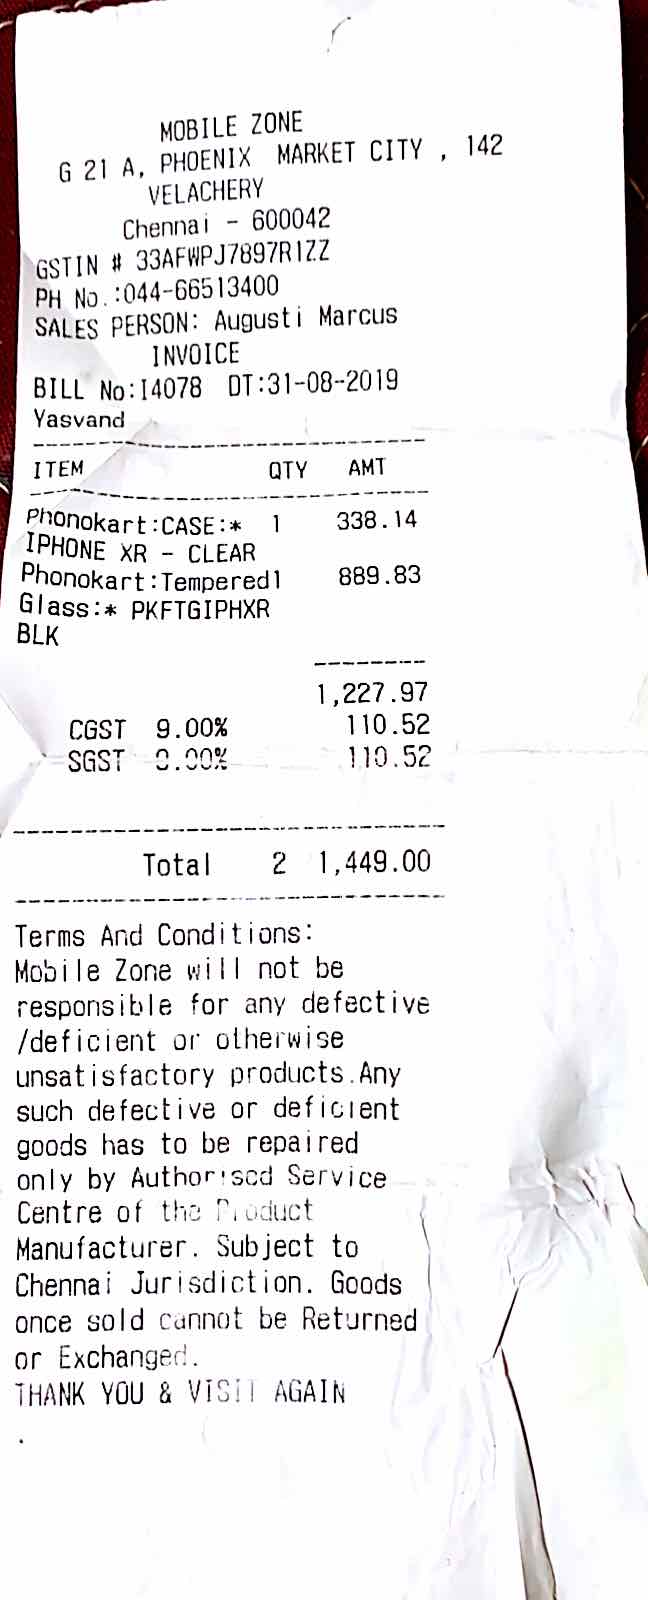 MOBILE ZONE
G 21 A, PHOENIX MARKET CITY , 142
VELACHERY
Chennai - 600042
GSTIN # 33AFWPJ7897R1ZZ
PH No.:044-66513400
SALES PERSON: Augusti Marcus
INVOICE
BILL No:I4078 DT:31-08-2019
Yasvand
ITEM QTY AMT
Phonokart:CASE:* 1 338.14
IPHONE XR - CLEAR
Phonokart:Tempered1 889.83
Glass:* PKFTGIPHXR
BLK
1,227.97
CGST 9.00% 110.52
SGST 9.00% 110.52
Total 2 1,449.00
Terms And Conditions:
Mobile Zone will not be
responsible for any defective
/deficient or otherwise
unsatisfactory products.Any
such defective or deficient
goods has to be repaired
only by Authorised Service
Centre of the Product
Manufacturer. Subject to
Chennai Jurisdiction. Goods
once sold cannot be Returned
or Exchanged.
THANK YOU & VISIT AGAIN
.